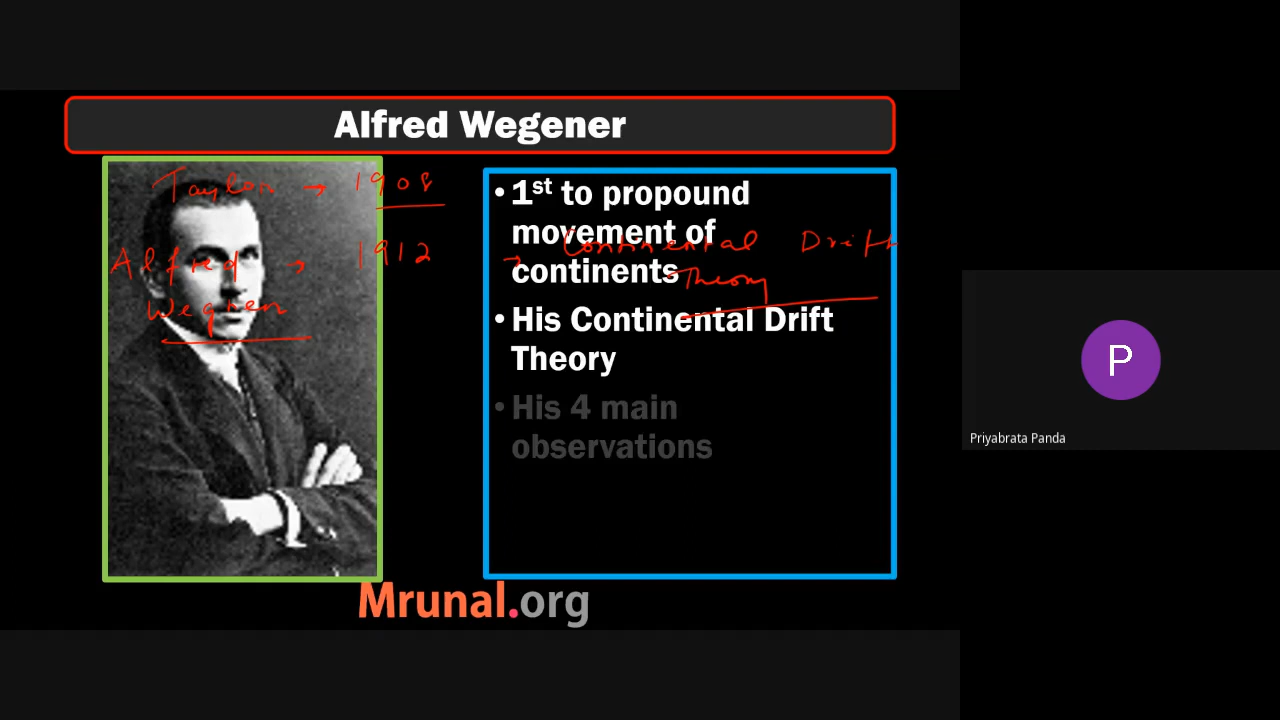 Alfred Wegener
Taylor → 1908
Alfred → 1912
Wegnen
→ Continental Drift
Theory
• 1st to propound
movement of
continents
• His Continental Drift
Theory
• His 4 main
observations
Mrunal.org
P
Priyabrata Panda